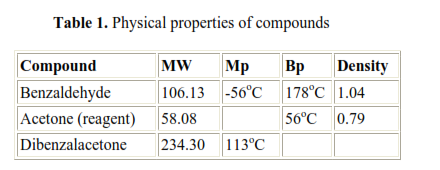 Table 1. Physical properties of compounds
Compound MW Mp Bp Density
Benzaldehyde 106.13 -56°C 178°C 1.04
Acetone (reagent) 58.08 56°C 0.79
Dibenzalacetone 234.30 113°C